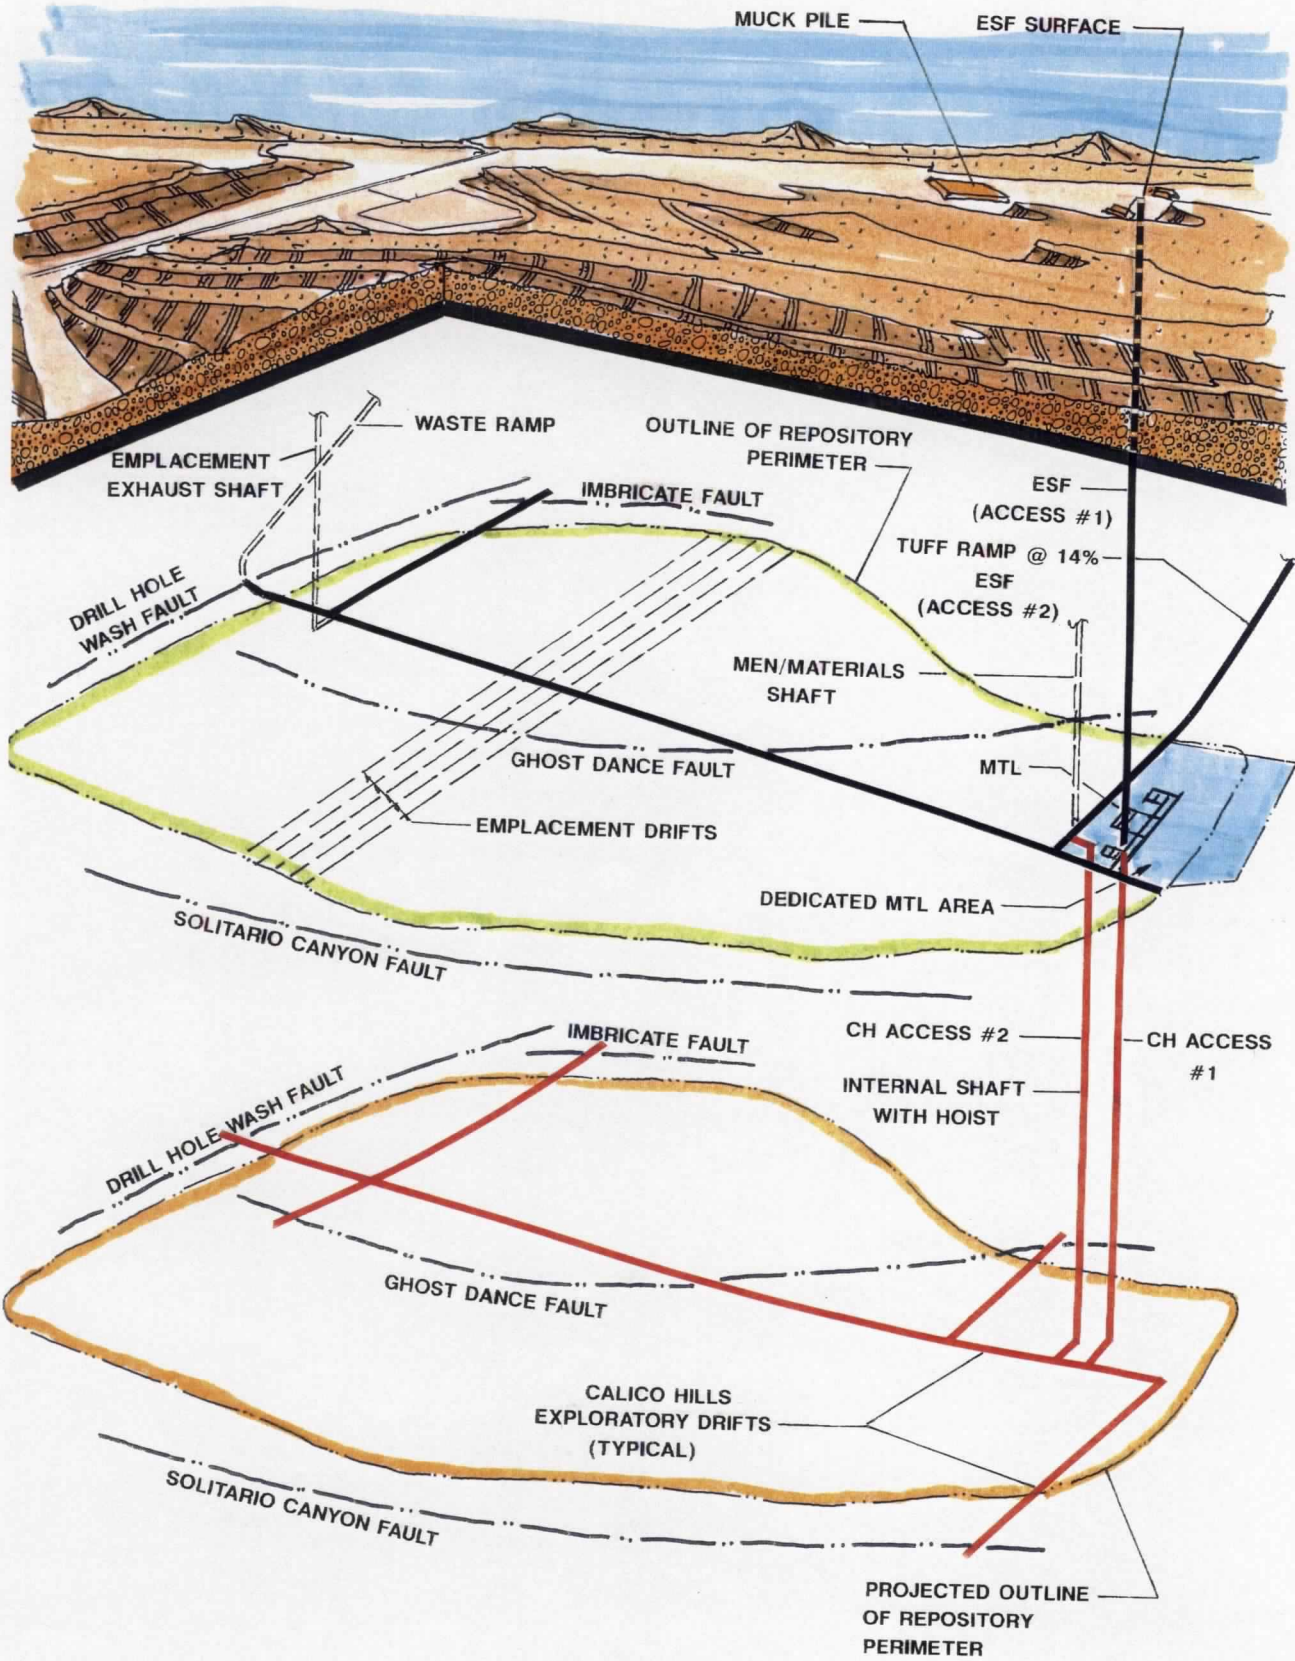 MUCK PILE
ESF SURFACE
WASTE RAMP
EMPLACEMENT
EXHAUST SHAFT
OUTLINE OF REPOSITORY
PERIMETER
IMBRICATE FAULT
ESF
(ACCESS #1)
TUFF RAMP @ 14%
ESF
(ACCESS #2)
DRILL HOLE
WASH FAULT
MEN/MATERIALS
SHAFT
GHOST DANCE FAULT
MTL
EMPLACEMENT DRIFTS
DEDICATED MTL AREA
SOLITARIO CANYON FAULT
CH ACCESS #2
CH ACCESS
#1
INTERNAL SHAFT
WITH HOIST
IMBRICATE FAULT
DRILL HOLE WASH FAULT
GHOST DANCE FAULT
CALICO HILLS
EXPLORATORY DRIFTS
(TYPICAL)
SOLITARIO CANYON FAULT
PROJECTED OUTLINE
OF REPOSITORY
PERIMETER